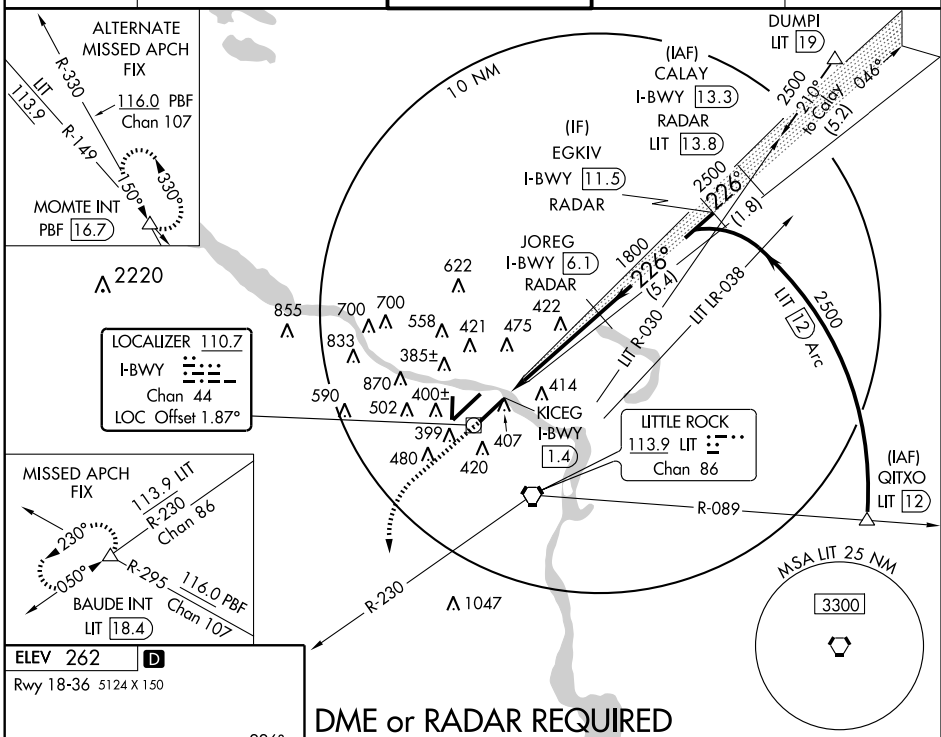 ALTERNATE
MISSED APCH
FIX
R-330
LIT
113.9
116.0 PBF
Chan 107
R-149
150°
330°
MOMTE INT
PBF 16.7
10 NM
DUMPI
LIT 19
(IAF)
CALAY
I-BWY 13.3
RADAR
LIT 13.8
2500
210°
to Calay
(5.2)
046°
(IF)
EGKIV
I-BWY 11.5
RADAR
2500
226°
(1.8)
JOREG
I-BWY 6.1
RADAR
1800
226°
(5.4)
LIT R-030
LIT LR-038
LIT 12 Arc
2500
2220
622
855
700
700
558
421
475
422
833
385±
870
590
502
400±
414
399
407
480
420
LOCALIZER 110.7
I-BWY
Chan 44
LOC Offset 1.87°
KICEG
I-BWY
1.4
LITTLE ROCK
113.9 LIT
Chan 86
(IAF)
QITXO
LIT 12
R-089
R-230
1047
MISSED APCH
FIX
113.9 LIT
R-230
Chan 86
230°
050°
R-295
116.0 PBF
Chan 107
BAUDE INT
LIT 18.4
MSA LIT 25 NM
3300
ELEV 262 D
Rwy 18-36 5124 X 150
DME or RADAR REQUIRED